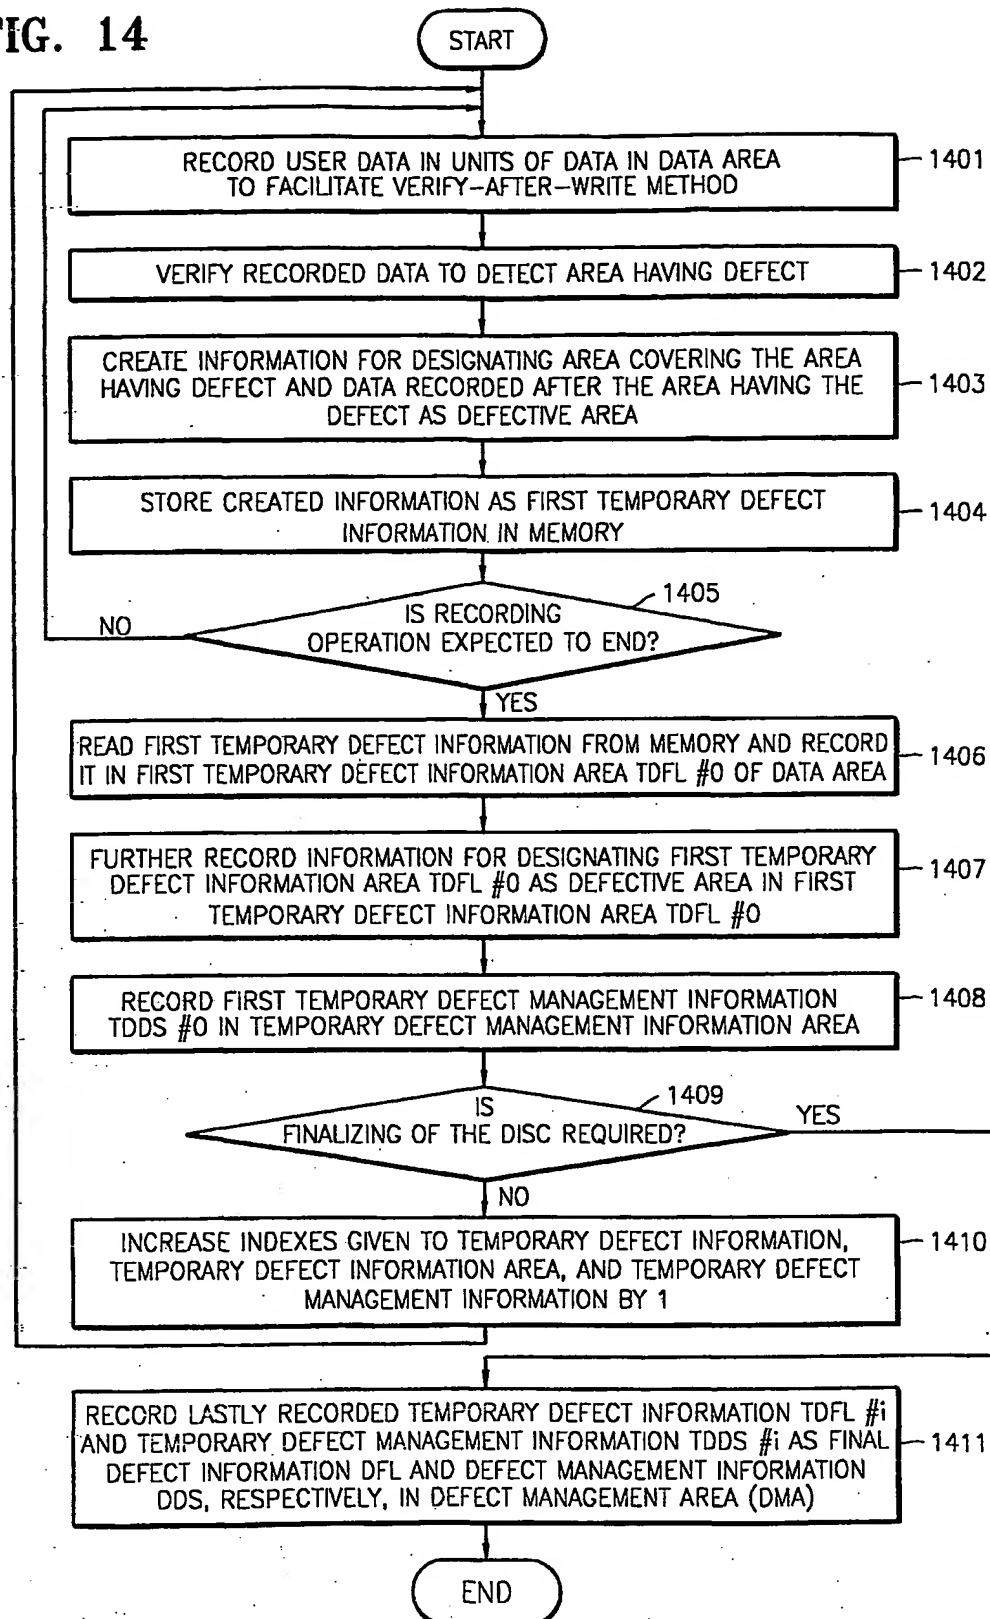 FIG. 14
START
RECORD USER DATA IN UNITS OF DATA IN DATA AREA
TO FACILITATE VERIFY-AFTER-WRITE METHOD
1401
VERIFY RECORDED DATA TO DETECT AREA HAVING DEFECT
1402
CREATE INFORMATION FOR DESIGNATING AREA COVERING THE AREA
HAVING DEFECT AND DATA RECORDED AFTER THE AREA HAVING THE
DEFECT AS DEFECTIVE AREA
1403
STORE CREATED INFORMATION AS FIRST TEMPORARY DEFECT
INFORMATION IN MEMORY
1404
1405
IS RECORDING
OPERATION EXPECTED TO END?
NO
YES
READ FIRST TEMPORARY DEFECT INFORMATION FROM MEMORY AND RECORD
IT IN FIRST TEMPORARY DEFECT INFORMATION AREA TDFL #0 OF DATA AREA
1406
FURTHER RECORD INFORMATION FOR DESIGNATING FIRST TEMPORARY
DEFECT INFORMATION AREA TDFL #0 AS DEFECTIVE AREA IN FIRST
TEMPORARY DEFECT INFORMATION AREA TDFL #0
1407
RECORD FIRST TEMPORARY DEFECT MANAGEMENT INFORMATION
TDDS #0 IN TEMPORARY DEFECT MANAGEMENT INFORMATION AREA
1408
1409
IS
FINALIZING OF THE DISC REQUIRED?
YES
NO
INCREASE INDEXES GIVEN TO TEMPORARY DEFECT INFORMATION,
TEMPORARY DEFECT INFORMATION AREA, AND TEMPORARY DEFECT
MANAGEMENT INFORMATION BY 1
1410
RECORD LASTLY RECORDED TEMPORARY DEFECT INFORMATION TDFL #i
AND TEMPORARY DEFECT MANAGEMENT INFORMATION TDDS #i AS FINAL
DEFECT INFORMATION DFL AND DEFECT MANAGEMENT INFORMATION
DDS, RESPECTIVELY, IN DEFECT MANAGEMENT AREA (DMA)
1411
END